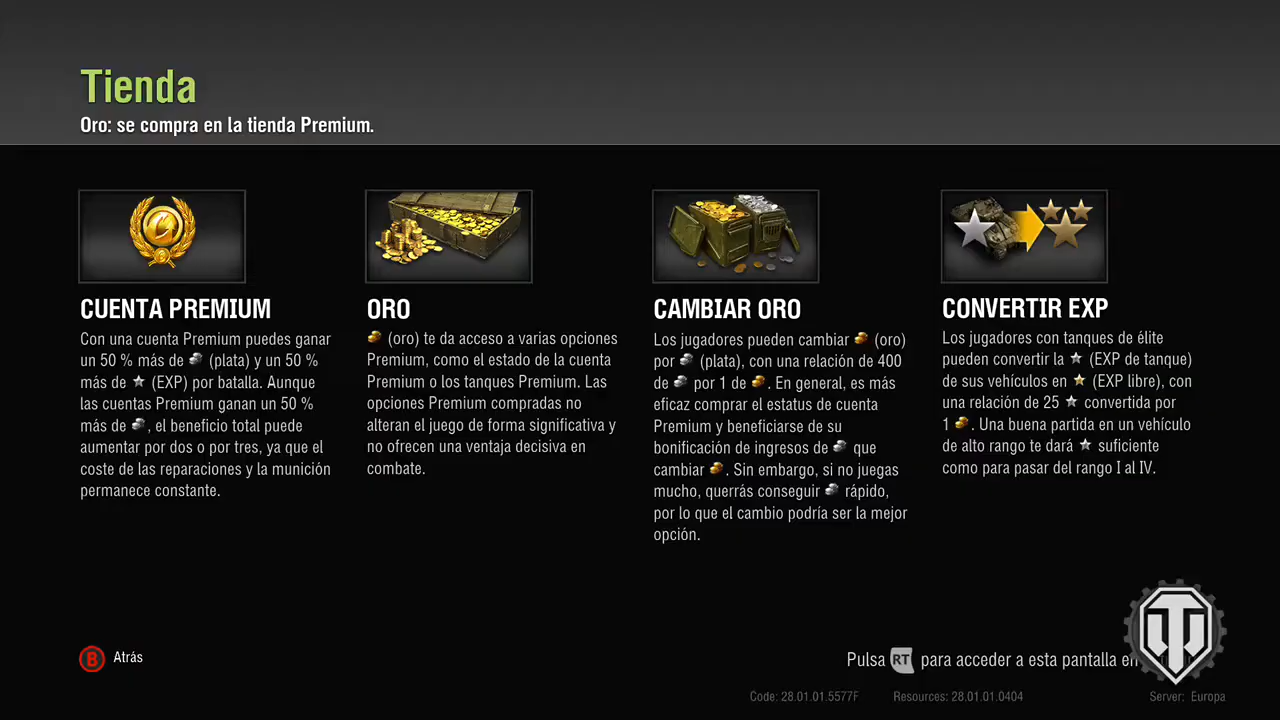 Tienda
Oro: se compra en la tienda Premium.
CUENTA PREMIUM
Con una cuenta Premium puedes ganar
un 50 % más de (plata) y un 50 %
más de (EXP) por batalla. Aunque
las cuentas Premium ganan un 50 %
más de , el beneficio total puede
aumentar por dos o por tres, ya que el
coste de las reparaciones y la munición
permanece constante.
ORO
(oro) te da acceso a varias opciones
Premium, como el estado de la cuenta
Premium o los tanques Premium. Las
opciones Premium compradas no
alteran el juego de forma significativa y
no ofrecen una ventaja decisiva en
combate.
CAMBIAR ORO
Los jugadores pueden cambiar (oro)
por (plata), con una relación de 400
de por 1 de . En general, es más
eficaz comprar el estatus de cuenta
Premium y beneficiarse de su
bonificación de ingresos de que
cambiar . Sin embargo, si no juegas
mucho, querrás conseguir rápido,
por lo que el cambio podría ser la mejor
opción.
CONVERTIR EXP
Los jugadores con tanques de élite
pueden convertir la (EXP de tanque)
de sus vehículos en (EXP libre), con
una relación de 25 convertida por
1 . Una buena partida en un vehículo
de alto rango te dará suficiente
como para pasar del rango I al IV.
B Atrás
Pulsa RT para acceder a esta pantalla en
Code: 28.01.01.5577F Resources: 28.01.01.0404 Server: Europa